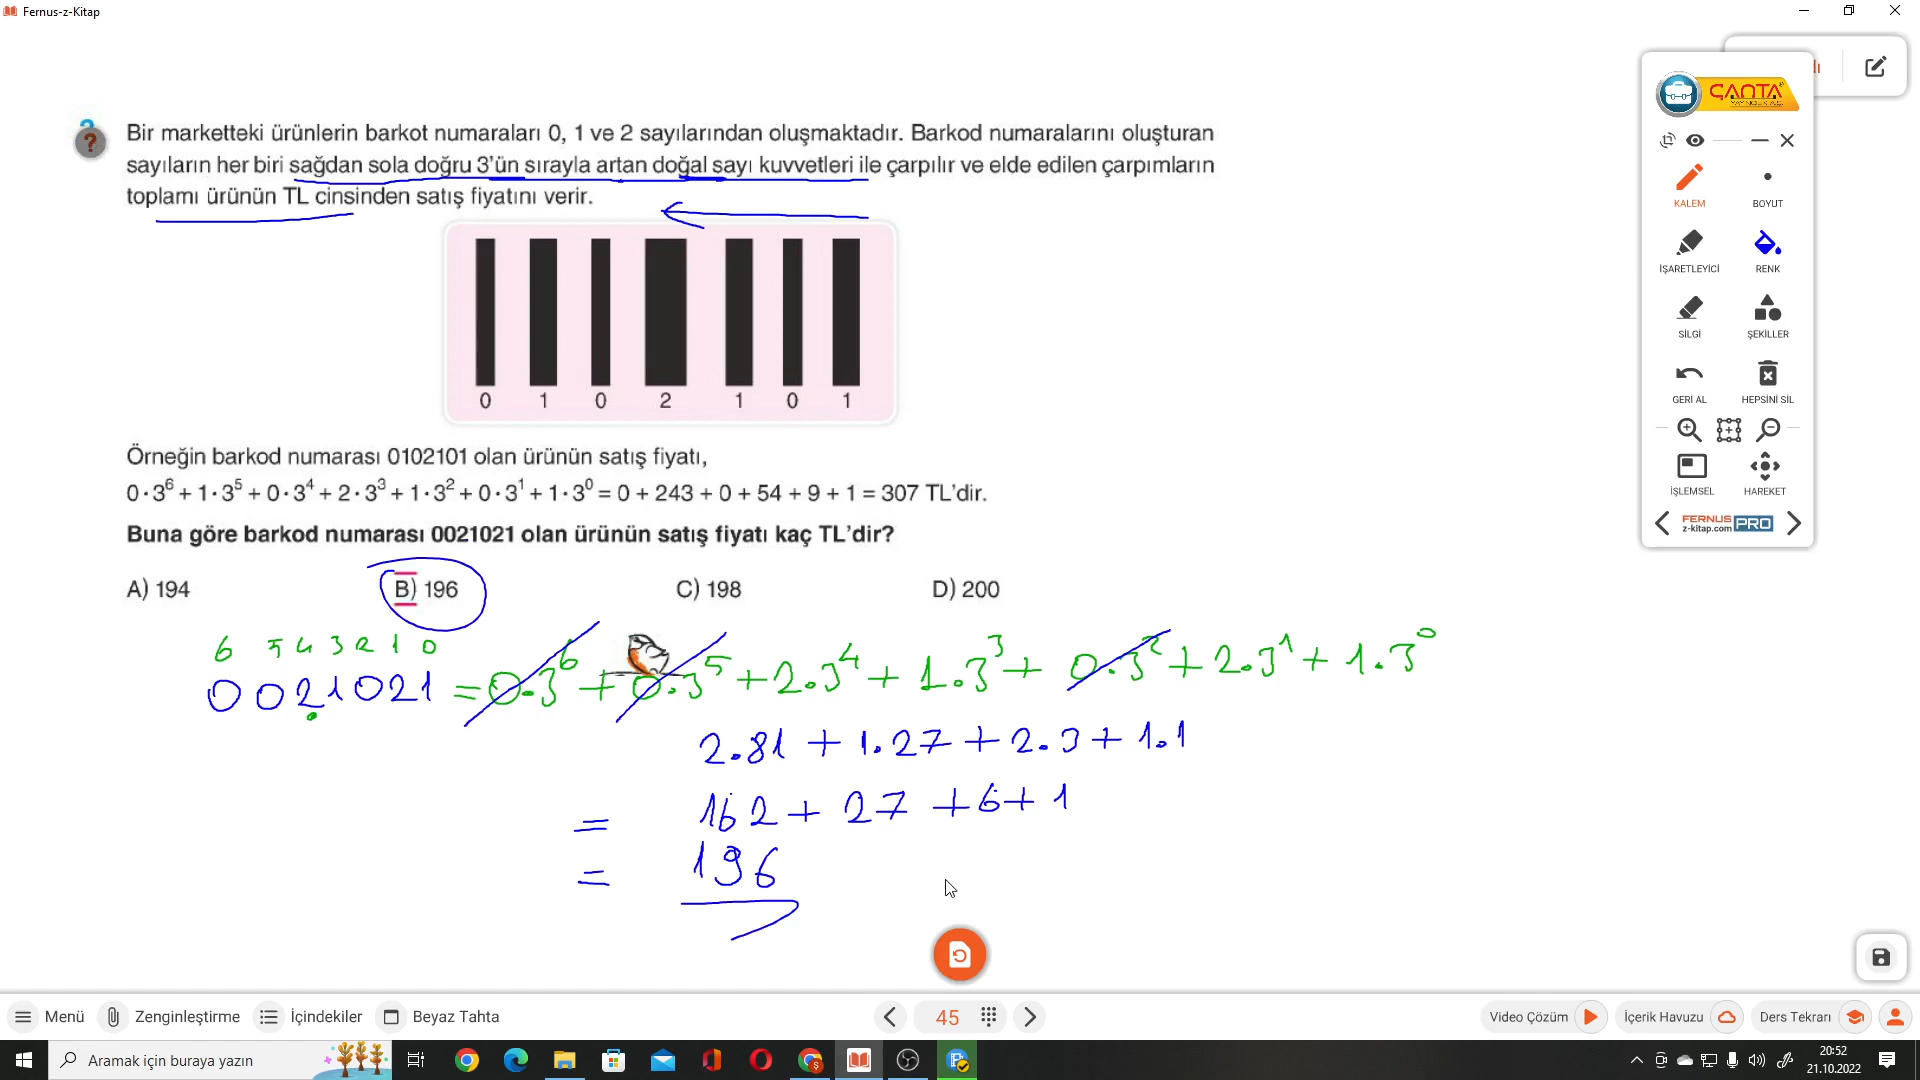 Fernus-z-Kitap
ÇANTA
Bir marketteki ürünlerin barkot numaraları 0, 1 ve 2 sayılarından oluşmaktadır. Barkod numaralarını oluşturan
sayıların her biri sağdan sola doğru 3'ün sırayla artan doğal sayı kuvvetleri ile çarpılır ve elde edilen çarpımların
toplamı ürünün TL cinsinden satış fiyatını verir.
0 1 0 2 1 0 1
Örneğin barkod numarası 0102101 olan ürünün satış fiyatı,
0·3⁶ + 1·3⁵ + 0·3⁴ + 2·3³ + 1·3² + 0·3¹ + 1·3⁰ = 0 + 243 + 0 + 54 + 9 + 1 = 307 TL'dir.
Buna göre barkod numarası 0021021 olan ürünün satış fiyatı kaç TL'dir?
A) 194 B) 196 C) 198 D) 200
6 5 4 3 2 1 0
0021021 = 0.3⁶ + 0.3⁵ + 2.3⁴ + 1.3³ + 0.3² + 2.3¹ + 1.3⁰
2.81 + 1.27 + 2.3 + 1.1
= 162 + 27 + 6 + 1
= 196
KALEM BOYUT
İŞARETLEYİCİ RENK
SİLGİ ŞEKİLLER
GERİ AL HEPSİNİ SİL
İŞLEMSEL HAREKET
FERNUS PRO
z-kitap.com
Menü Zenginleştirme İçindekiler Beyaz Tahta 45 Video Çözüm İçerik Havuzu Ders Tekrarı
Aramak için buraya yazın
20:52
21.10.2022